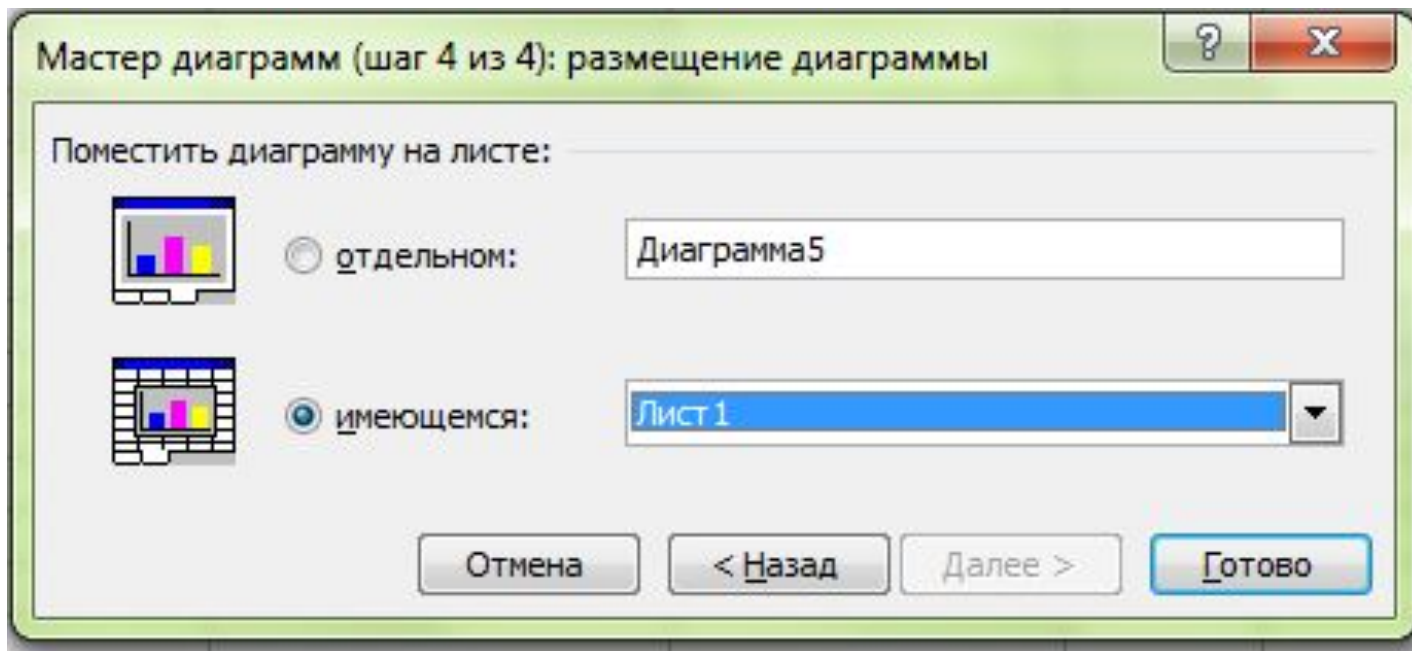 Мастер диаграмм (шаг 4 из 4): размещение диаграммы
Поместить диаграмму на листе:
отдельном: Диаграмма5
имеющемся: Лист1
Отмена < Назад Далее > Готово